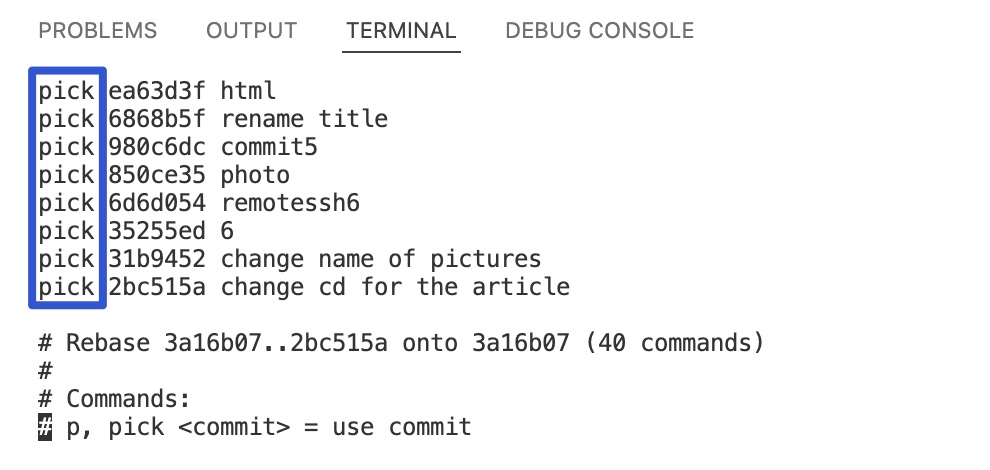 PROBLEMS OUTPUT TERMINAL DEBUG CONSOLE
pick ea63d3f html
pick 6868b5f rename title
pick 980c6dc commit5
pick 850ce35 photo
pick 6d6d054 remotessh6
pick 35255ed 6
pick 31b9452 change name of pictures
pick 2bc515a change cd for the article
# Rebase 3a16b07..2bc515a onto 3a16b07 (40 commands)
#
# Commands:
# p, pick <commit> = use commit